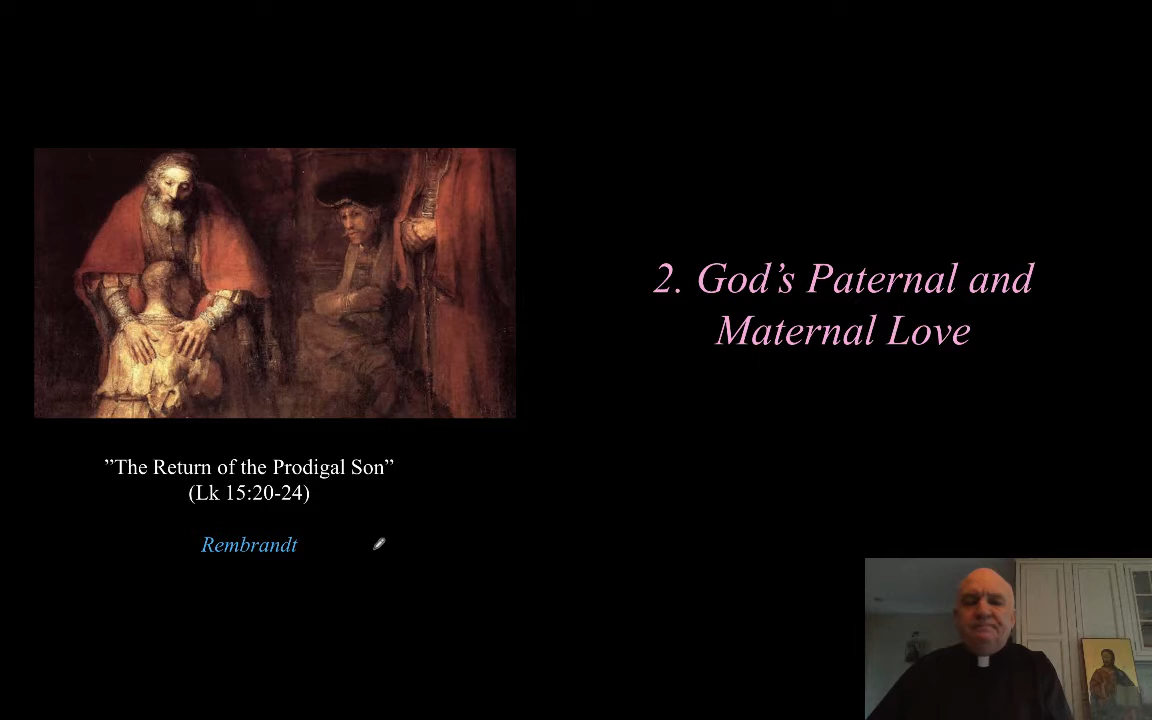 2. God’s Paternal and
Maternal Love
”The Return of the Prodigal Son”
(Lk 15:20-24)
Rembrandt